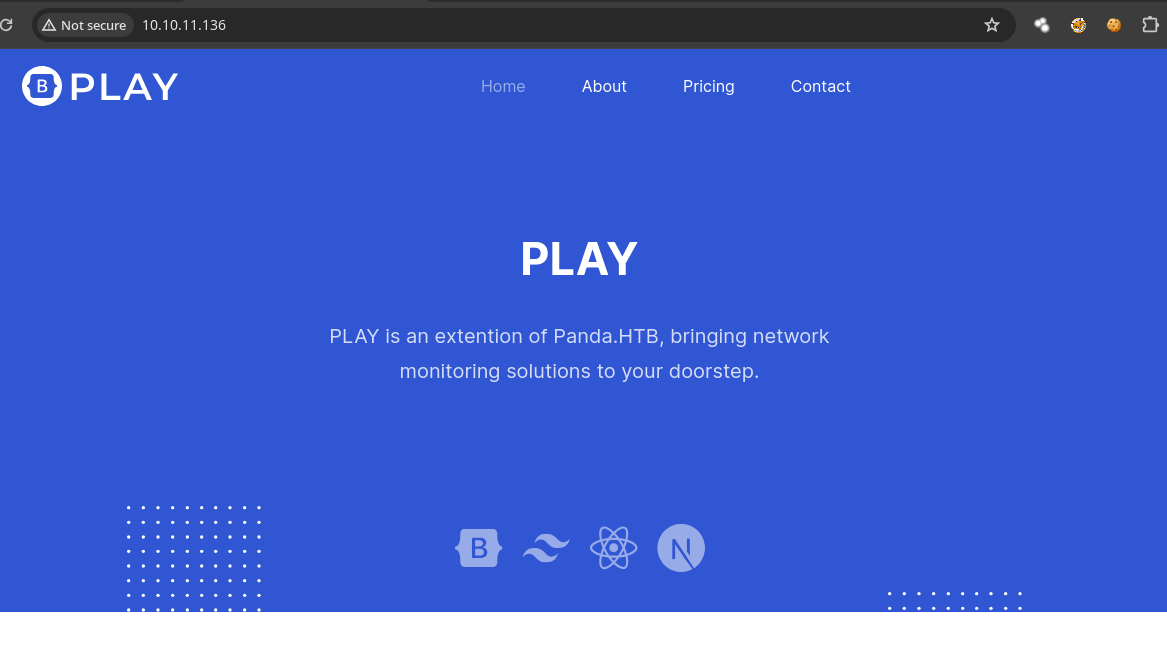 Not secure 10.10.11.136
B PLAY Home About Pricing Contact
PLAY
PLAY is an extention of Panda.HTB, bringing network
monitoring solutions to your doorstep.
B N